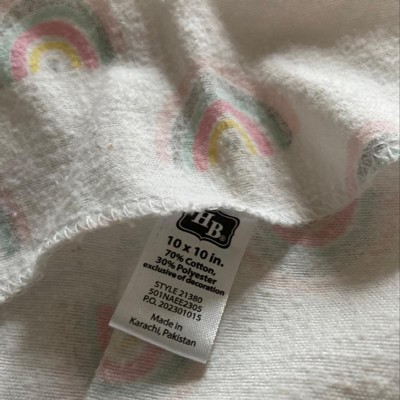 HB
10 x 10 in.
70% Cotton,
30% Polyester
exclusive of decoration
STYLE 21380
501NAEE2305
P.O. 202301015
Made in
Karachi, Pakistan